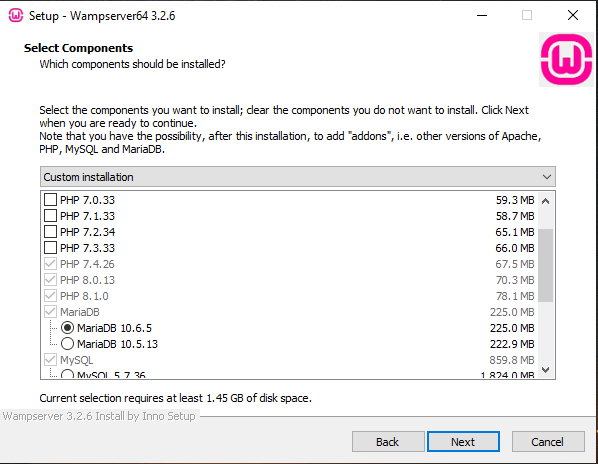 Setup - Wampserver64 3.2.6
Select Components
Which components should be installed?
Select the components you want to install; clear the components you do not want to install. Click Next
when you are ready to continue.
Note that you have the possibility, after this installation, to add "addons", i.e. other versions of Apache,
PHP, MySQL and MariaDB.
Custom installation
PHP 7.0.33 59.3 MB
PHP 7.1.33 58.7 MB
PHP 7.2.34 65.1 MB
PHP 7.3.33 66.0 MB
PHP 7.4.26 67.5 MB
PHP 8.0.13 70.3 MB
PHP 8.1.0 78.1 MB
MariaDB 225.0 MB
MariaDB 10.6.5 225.0 MB
MariaDB 10.5.13 222.9 MB
MySQL 859.8 MB
MySQL 5.7.36 1 824.0 MB
Current selection requires at least 1.45 GB of disk space.
Wampserver 3.2.6 Install by Inno Setup
Back Next Cancel